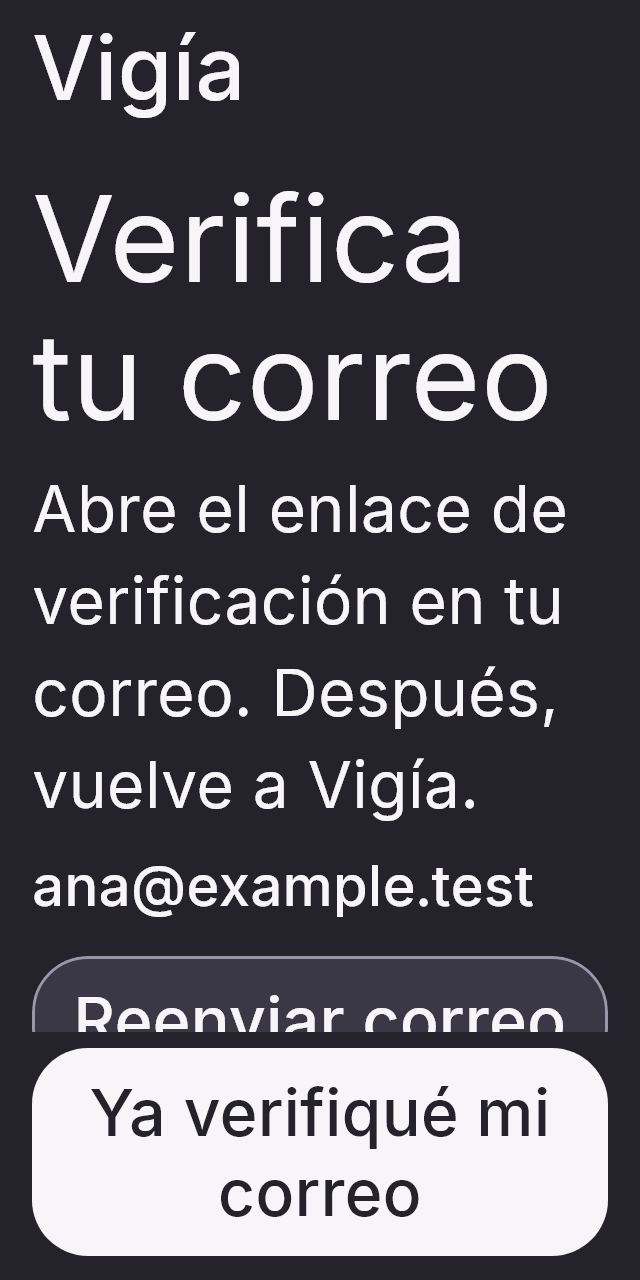 Vigía
Verifica
tu correo
Abre el enlace de
verificación en tu
correo. Después,
vuelve a Vigía.
ana@example.test
Reenviar correo
Ya verifiqué mi
correo